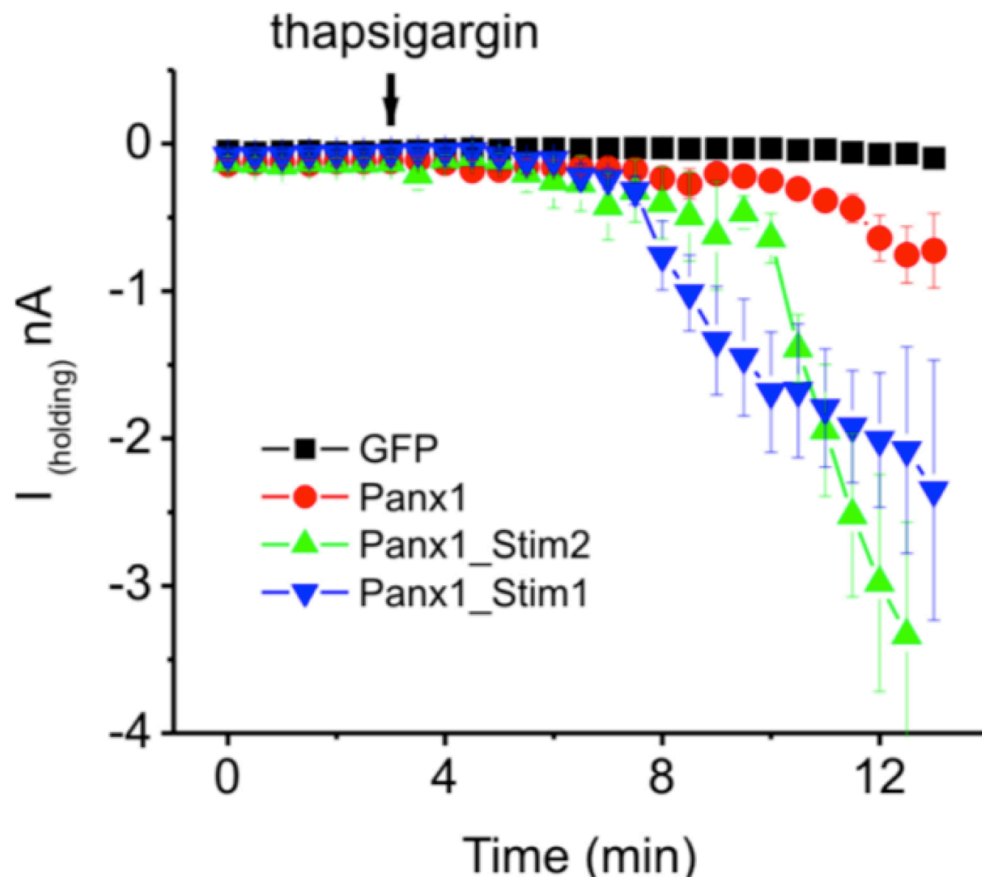 thapsigargin
0
-1
-2
-3
-4
I (holding) nA
GFP
Panx1
Panx1_Stim2
Panx1_Stim1
0 4 8 12
Time (min)